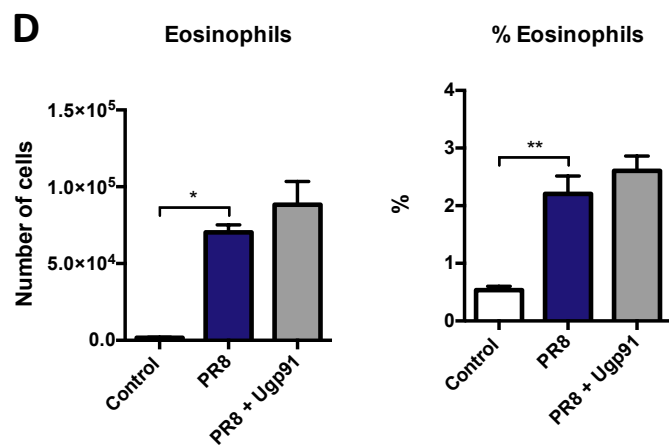 D
Eosinophils
Number of cells
1.5×10⁵
1.0×10⁵
5.0×10⁴
0.0
*
Control
PR8
PR8 + Ugp91
% Eosinophils
%
4
3
2
1
0
**
Control
PR8
PR8 + Ugp91